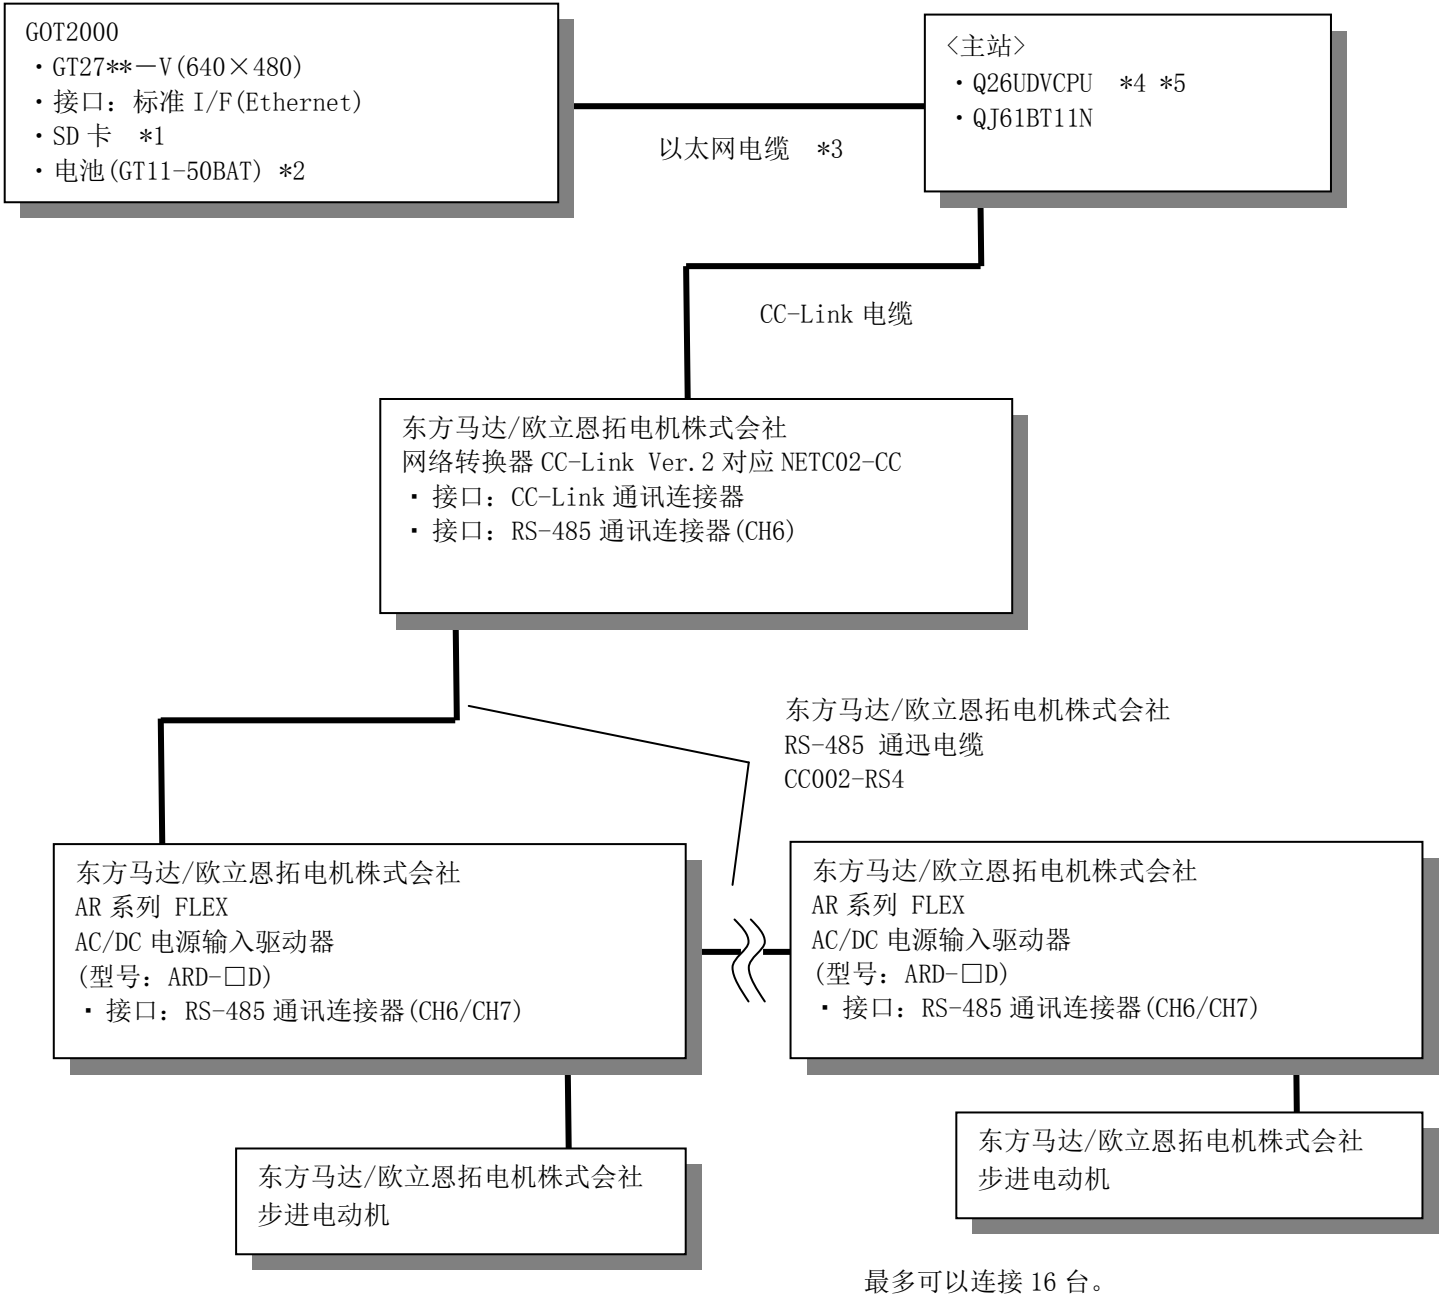 GOT2000
・GT27**－V(640×480)
・接口：标准 I/F(Ethernet)
・SD 卡 *1
・电池(GT11-50BAT) *2
<主站>
・Q26UDVCPU *4 *5
・QJ61BT11N
以太网电缆 *3
CC-Link 电缆
东方马达/欧立恩拓电机株式会社
网络转换器 CC-Link Ver.2 对应 NETC02-CC
・接口：CC-Link 通讯连接器
・接口：RS-485 通讯连接器(CH6)
东方马达/欧立恩拓电机株式会社
RS-485 通迅电缆
CC002-RS4
东方马达/欧立恩拓电机株式会社
AR 系列 FLEX
AC/DC 电源输入驱动器
(型号：ARD-□D)
・接口：RS-485 通讯连接器(CH6/CH7)
东方马达/欧立恩拓电机株式会社
AR 系列 FLEX
AC/DC 电源输入驱动器
(型号：ARD-□D)
・接口：RS-485 通讯连接器(CH6/CH7)
东方马达/欧立恩拓电机株式会社
步进电动机
东方马达/欧立恩拓电机株式会社
步进电动机
最多可以连接 16 台。